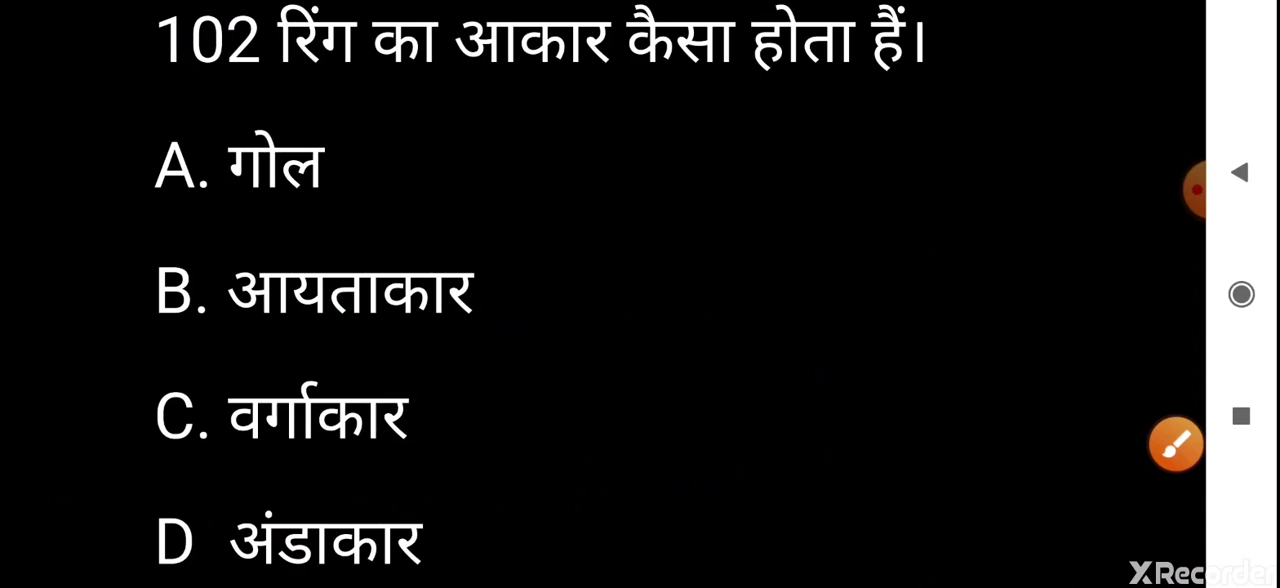 102 रिंग का आकार कैसा होता हैं।
A. गोल
B. आयताकार
C. वर्गाकार
D अंडाकार
XRecorder